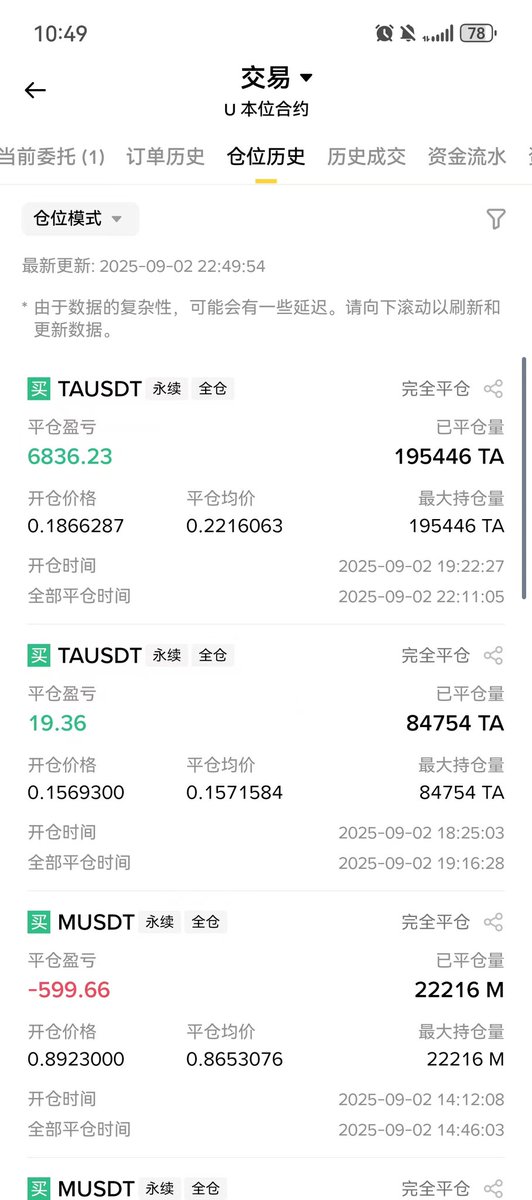 10:49
78
交易
U 本位合约
当前委托 (1) 订单历史 仓位历史 历史成交 资金流水
仓位模式
最新更新: 2025-09-02 22:49:54
* 由于数据的复杂性，可能会有一些延迟。请向下滚动以刷新和
更新数据。
买 TAUSDT 永续 全仓 完全平仓
平仓盈亏 已平仓量
6836.23 195446 TA
开仓价格 平仓均价 最大持仓量
0.1866287 0.2216063 195446 TA
开仓时间 2025-09-02 19:22:27
全部平仓时间 2025-09-02 22:11:05
买 TAUSDT 永续 全仓 完全平仓
平仓盈亏 已平仓量
19.36 84754 TA
开仓价格 平仓均价 最大持仓量
0.1569300 0.1571584 84754 TA
开仓时间 2025-09-02 18:25:03
全部平仓时间 2025-09-02 19:16:28
买 MUSDT 永续 全仓 完全平仓
平仓盈亏 已平仓量
-599.66 22216 M
开仓价格 平仓均价 最大持仓量
0.8923000 0.8653076 22216 M
开仓时间 2025-09-02 14:12:08
全部平仓时间 2025-09-02 14:46:03
买 MUSDT 永续 全仓 完全平仓